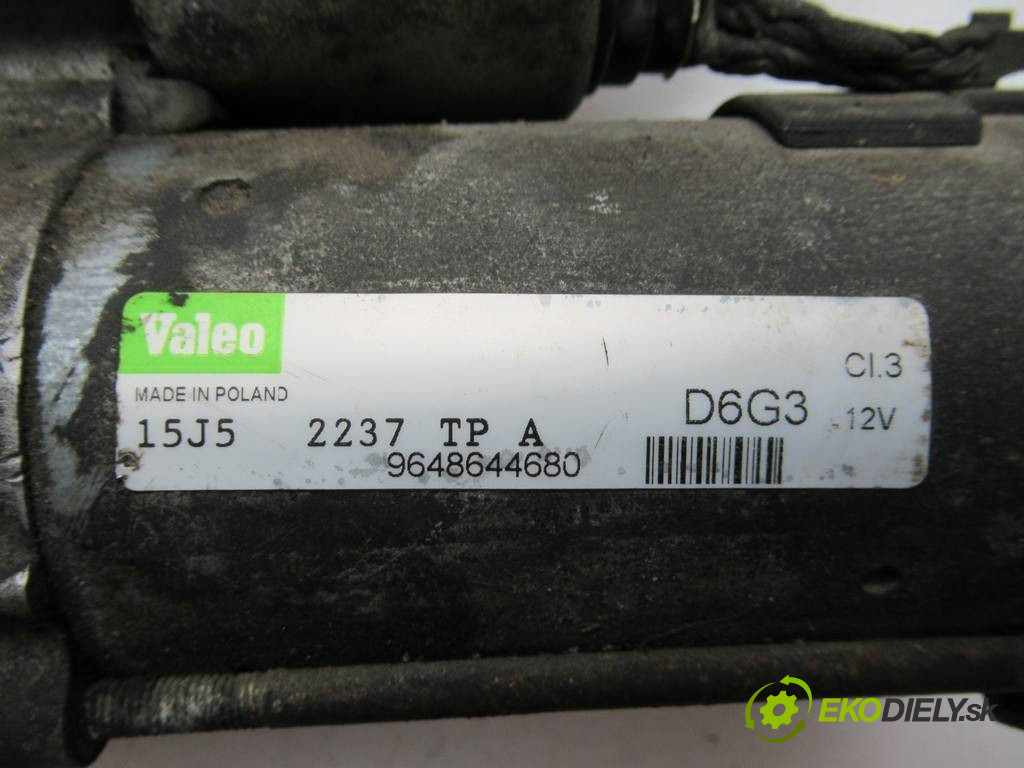 Valeo
MADE IN POLAND
15J5 2237 TP A
9648644680
D6G3
Cl.3
12V
EKODIELY.sk